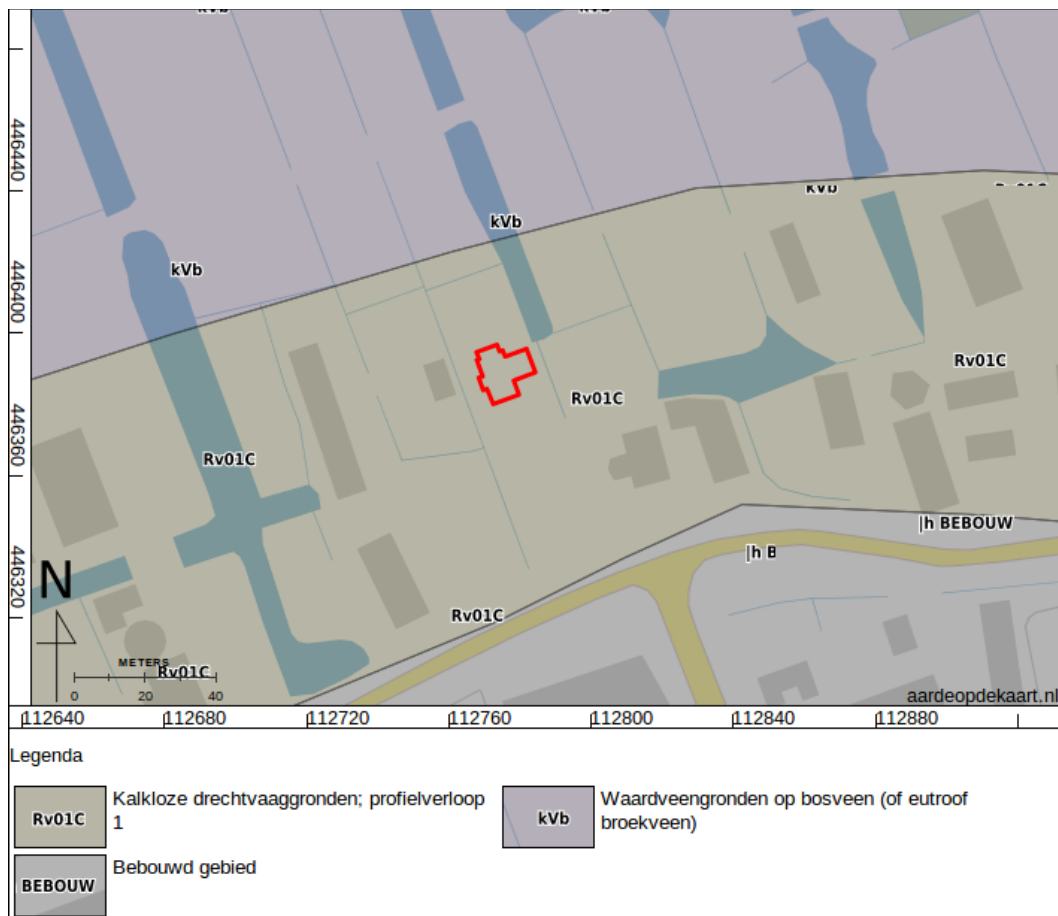 kVb
kVb
446440
kVb
Rv01C
kVb
kVb
446400
Rv01C
Rv01C
446360
Rv01C
|h BEBOUW
|h B
446320
N
Rv01C
METERS
Rv01C
0 20 40
aardeopdekaart.nl
112640 112680 112720 112760 112800 112840 112880
Legenda
Rv01C Kalkloze drechtvaaggronden; profielverloop
1
kVb Waardveengronden op bosveen (of eutroof
broekveen)
BEBOUW Bebouwd gebied